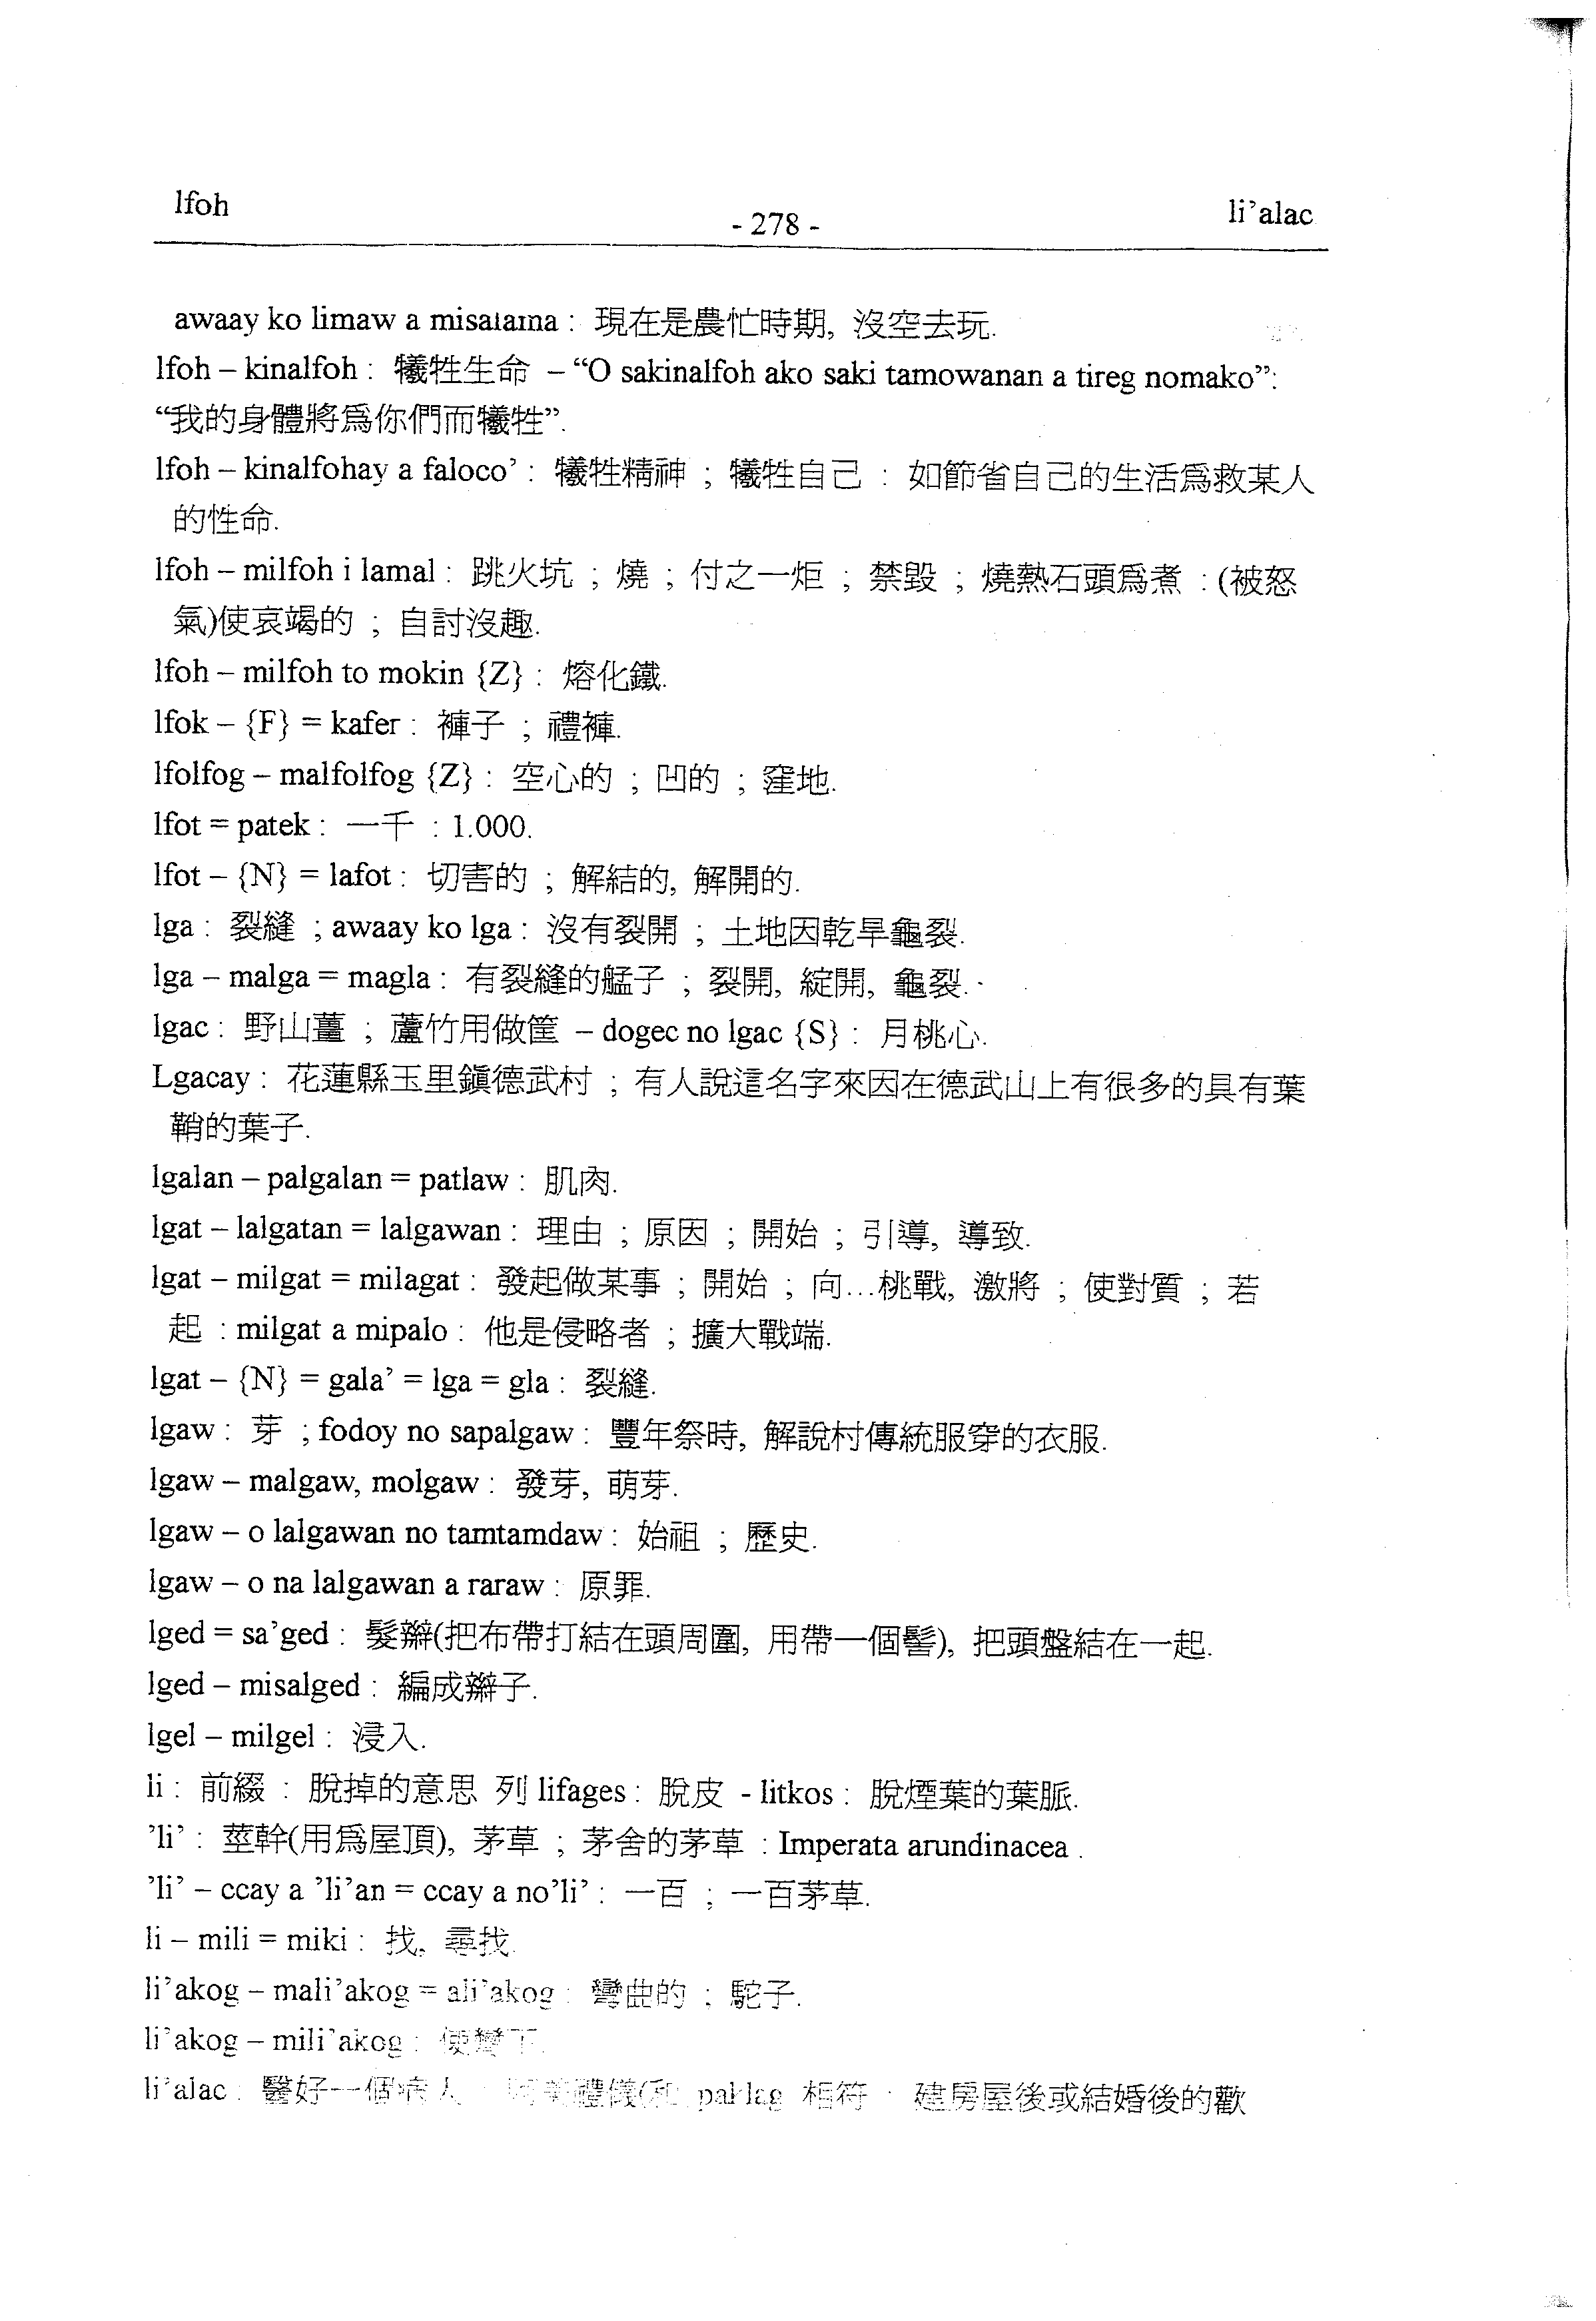 lfoh
- 278 -
li’alac
awaay ko limaw a misatama : 現在是農忙時期, 沒空去玩.
lfoh – kinalfoh : 犧牲生命 – “O sakinalfoh ako saki tamowanan a tireg nomako”:
“我的身體將爲你們而犧牲”.
lfoh – kinalfohay a faloco’ : 犧牲精神 ; 犧牲自己 : 如節省自己的生活爲救某人
的性命.
lfoh – milfoh i lamal : 跳火坑 ; 燒 ; 付之一炬 ; 禁毀 ; 燒熱石頭爲煮 : (被怒
氣)使哀竭的 ; 自討沒趣.
lfoh – milfoh to mokin {Z} : 熔化鐵.
lfok – {F} = kafer : 褲子 ; 禮褲.
lfolfog – malfolfog {Z} : 空心的 ; 凹的 ; 窪地.
lfot = patek : 一千 : 1.000.
lfot – {N} = lafot : 切害的 ; 解結的, 解開的.
lga : 裂縫 ; awaay ko lga : 沒有裂開 ; 土地因乾旱龜裂.
lga – malga = magla : 有裂縫的艋子 ; 裂開, 綻開, 龜裂.
lgac : 野山薑 ; 蘆竹用做筐 – dogec no lgac {S} : 月桃心.
Lgacay : 花蓮縣玉里鎭德武村 ; 有人說這名字來因在德武山上有很多的具有葉
鞘的葉子.
lgalan – palgalan = patlaw : 肌肉.
lgat – lalgatan = lalgawan : 理由 ; 原因 ; 開始 ; 引導, 導致.
lgat – milgat = milagat : 發起做某事 ; 開始 ; 向…桃戰, 激將 ; 使對質 ; 若
起 : milgat a mipalo : 他是侵略者 ; 擴大戰端.
lgat – {N} = gala’ = lga = gla : 裂縫.
lgaw : 芽 ; fodoy no sapalgaw : 豐年祭時, 解說村傳統服穿的衣服.
lgaw – malgaw, molgaw : 發芽, 萌芽.
lgaw – o lalgawan no tamtamdaw : 始祖 ; 歷史.
lgaw – o na lalgawan a raraw : 原罪.
lged = sa’ged : 髮辮(把布帶打結在頭周圍, 用帶一個髻), 把頭盤結在一起.
lged – misalged : 編成辮子.
lgel – milgel : 浸入.
li : 前綴 : 脫掉的意思 列 lifages : 脫皮 - litkos : 脫煙葉的葉脈.
’li’ : 莖幹(用爲屋頂), 茅草 ; 茅舍的茅草 : Imperata arundinacea .
’li’ – ccay a ’li’an = ccay a no’li’ : 一百 ; 一百茅草.
li – mili = miki : 找, 尋找.
li’akog – mali’akog = ali’akog : 彎曲的 ; 駝子.
li’akog – mili’akog : 使彎下.
li’alac : 醫好一個病人 禮儀(和 paklag 相符 建房屋後或結婚後的歡